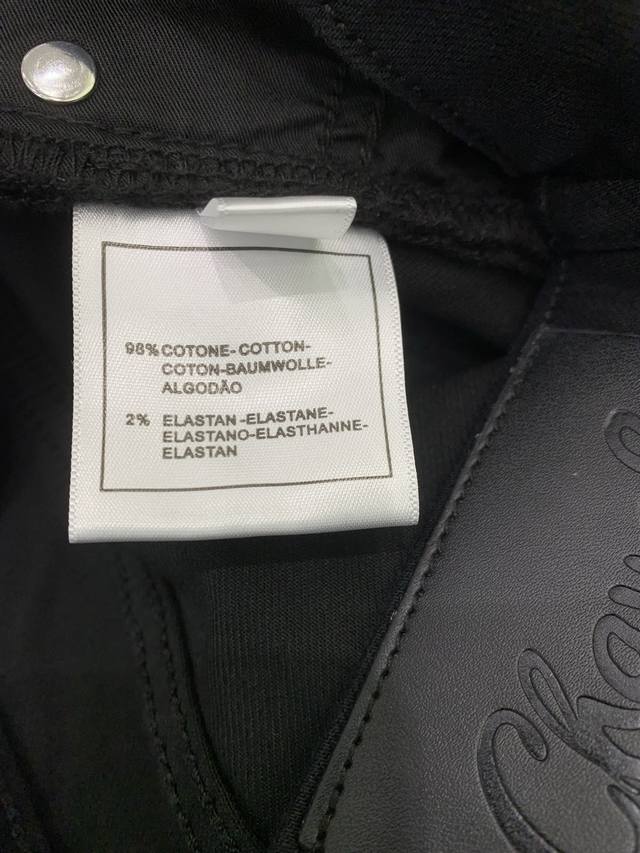 98% COTONE-COTTON-
COTON-BAUMWOLLE-
ALGODÃO
2% ELASTAN-ELASTANE-
ELASTANO-ELASTHANNE-
ELASTAN